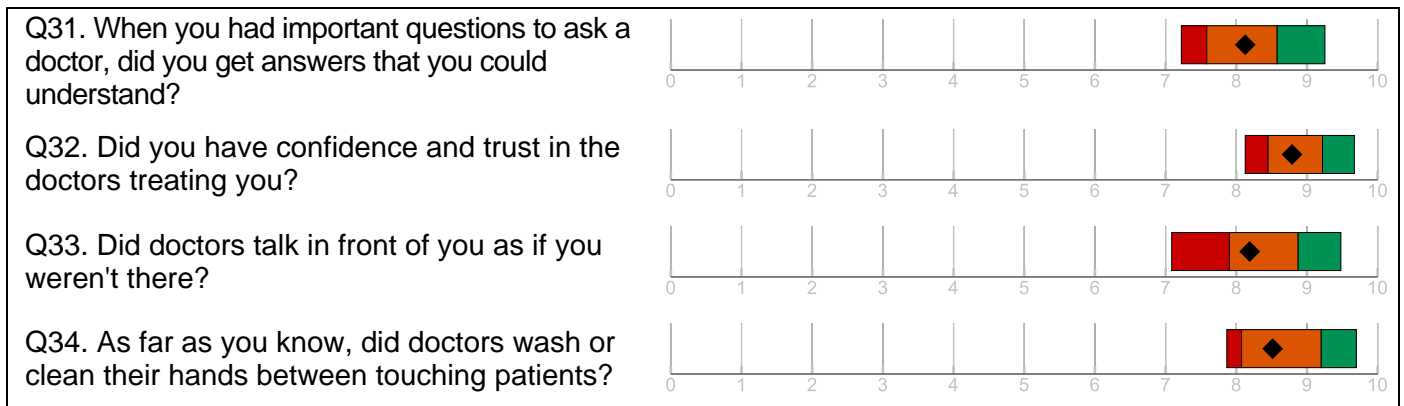 Q31. When you had important questions to ask a
doctor, did you get answers that you could
understand?
0 1 2 3 4 5 6 7 8 9 10
Q32. Did you have confidence and trust in the
doctors treating you?
0 1 2 3 4 5 6 7 8 9 10
Q33. Did doctors talk in front of you as if you
weren't there?
0 1 2 3 4 5 6 7 8 9 10
Q34. As far as you know, did doctors wash or
clean their hands between touching patients?
0 1 2 3 4 5 6 7 8 9 10